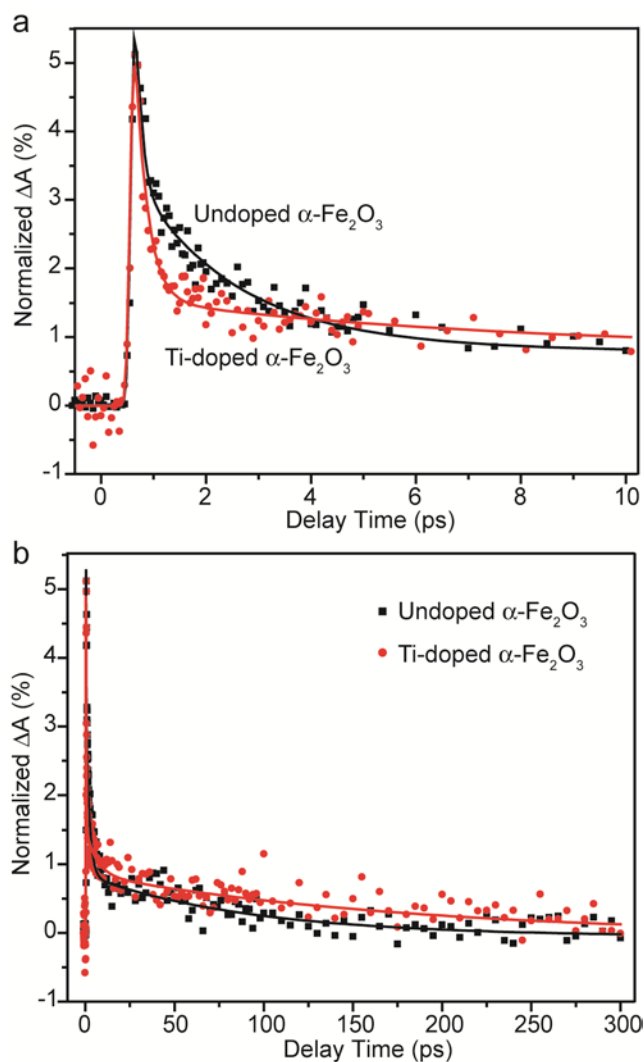 a
5
4
3
2
1
0
-1
Normalized ΔA (%)
Undoped α-Fe₂O₃
Ti-doped α-Fe₂O₃
0 2 4 6 8 10
Delay Time (ps)
b
5
4
3
2
1
0
-1
Normalized ΔA (%)
Undoped α-Fe₂O₃
Ti-doped α-Fe₂O₃
0 50 100 150 200 250 300
Delay Time (ps)